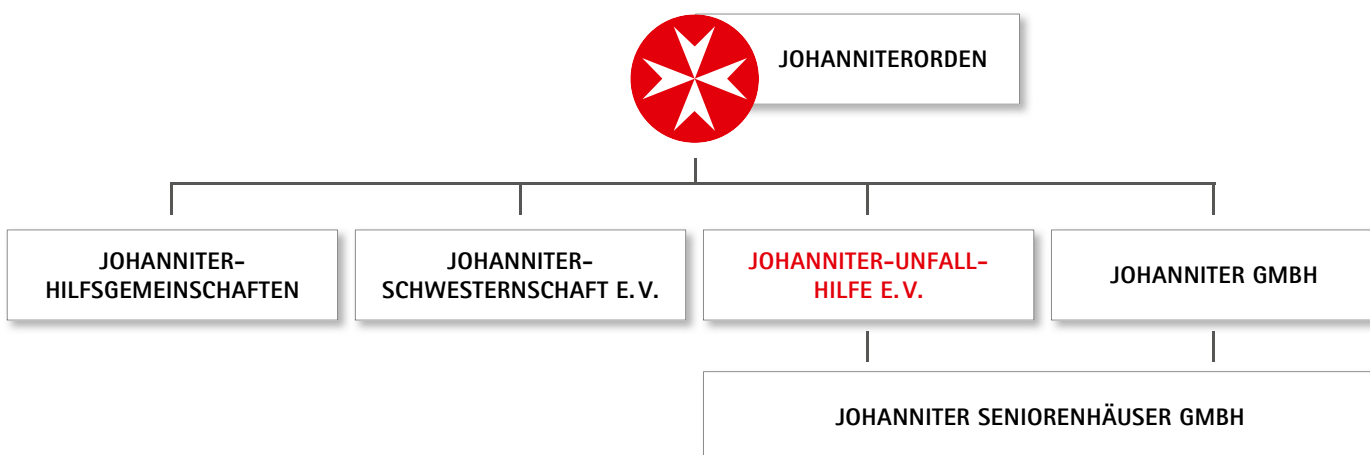 JOHANNITERORDEN
JOHANNITER-
HILFSGEMEINSCHAFTEN
JOHANNITER-
SCHWESTERNSCHAFT E. V.
JOHANNITER-UNFALL-
HILFE E. V.
JOHANNITER GMBH
JOHANNITER SENIORENHÄUSER GMBH